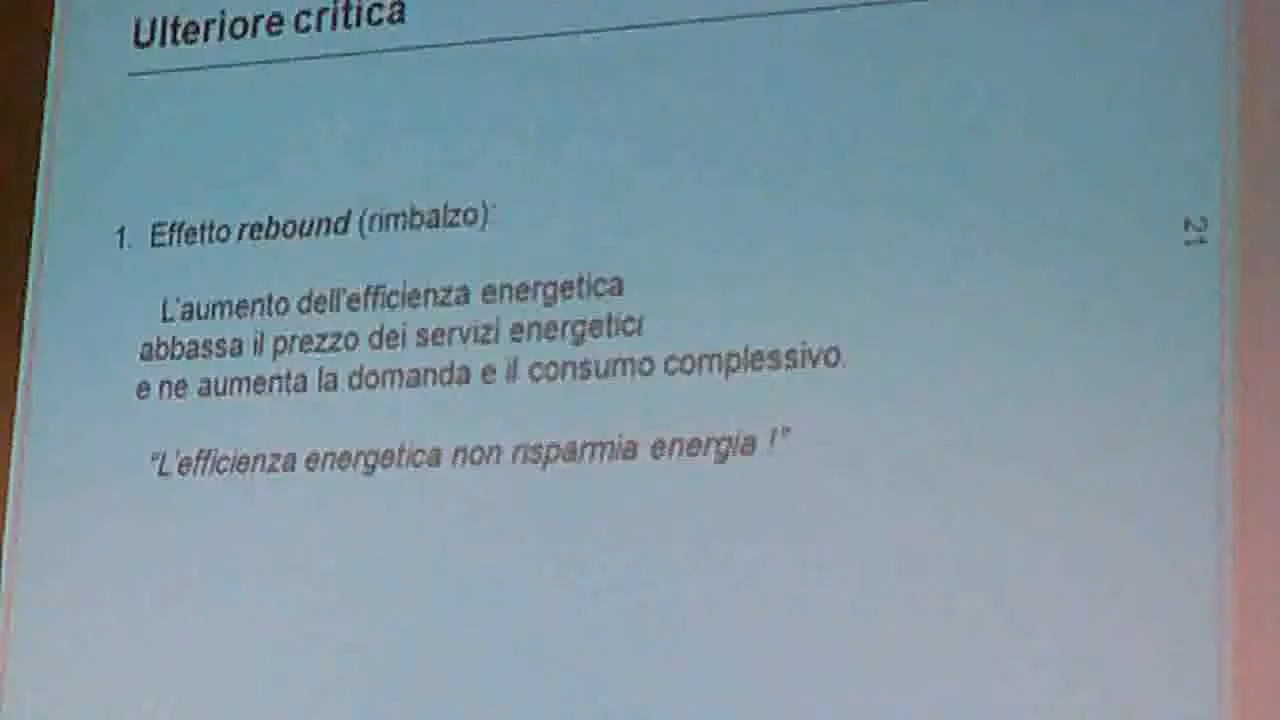 Ulteriore critica
1. Effetto rebound (rimbalzo):
L'aumento dell'efficienza energetica
abbassa il prezzo dei servizi energetici
e ne aumenta la domanda e il consumo complessivo.
"L'efficienza energetica non risparmia energia !"
21